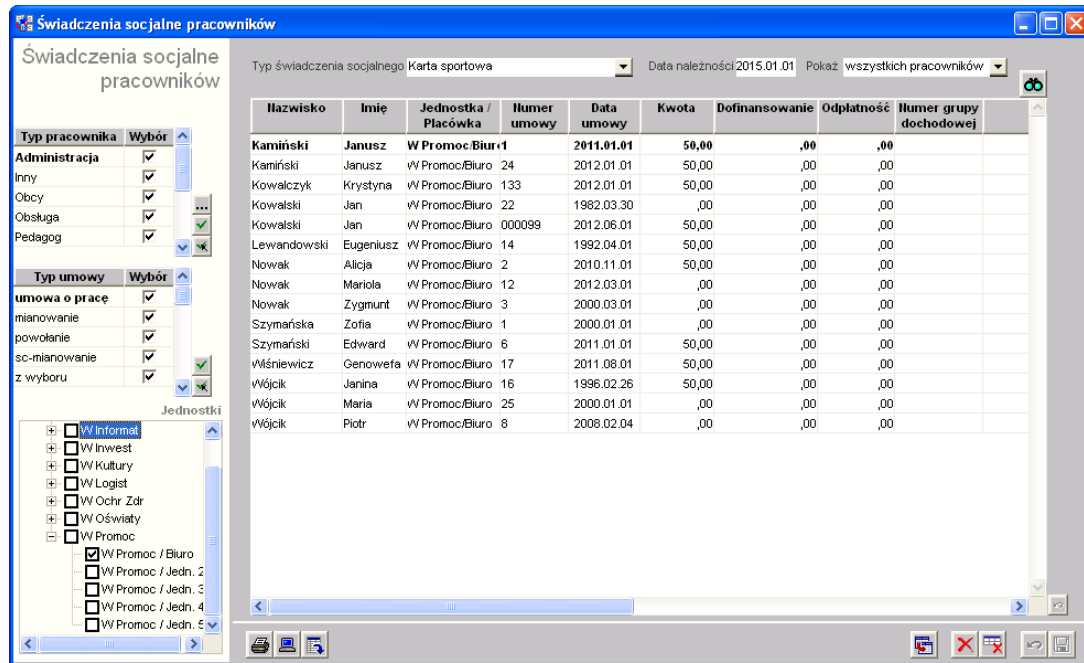 Świadczenia socjalne pracowników
Świadczenia socjalne
pracowników
Typ świadczenia socjalnego Karta sportowa Data należności 2015.01.01 Pokaż wszystkich pracowników
Typ pracownika Wybór
Administracja
Inny
Obcy
Obsługa
Pedagog
...
Typ umowy Wybór
umowa o pracę
mianowanie
powołanie
sc-mianowanie
z wyboru
Jednostki
W Informat
W Inwest
W Kultury
W Logist
W Ochr Zdr
W Oświaty
W Promoc
W Promoc / Biuro
W Promoc / Jedn. 2
W Promoc / Jedn. 3
W Promoc / Jedn. 4
W Promoc / Jedn. 5
Nazwisko Imię Jednostka / Placówka Numer umowy Data umowy Kwota Dofinansowanie Odpłatność Numer grupy dochodowej
Kamiński Janusz W Promoc/Biuro 1 2011.01.01 50,00 ,00 ,00
Kamiński Janusz W Promoc/Biuro 24 2012.01.01 50,00 ,00 ,00
Kowalczyk Krystyna W Promoc/Biuro 133 2012.01.01 50,00 ,00 ,00
Kowalski Jan W Promoc/Biuro 22 1982.03.30 ,00 ,00 ,00
Kowalski Jan W Promoc/Biuro 000099 2012.06.01 50,00 ,00 ,00
Lewandowski Eugeniusz W Promoc/Biuro 14 1992.04.01 50,00 ,00 ,00
Nowak Alicja W Promoc/Biuro 2 2010.11.01 50,00 ,00 ,00
Nowak Mariola W Promoc/Biuro 12 2012.03.01 ,00 ,00 ,00
Nowak Zygmunt W Promoc/Biuro 3 2000.03.01 ,00 ,00 ,00
Szymańska Zofia W Promoc/Biuro 1 2000.01.01 ,00 ,00 ,00
Szymański Edward W Promoc/Biuro 6 2011.01.01 50,00 ,00 ,00
Wiśniewicz Genowefa W Promoc/Biuro 17 2011.08.01 50,00 ,00 ,00
Wójcik Janina W Promoc/Biuro 16 1996.02.26 50,00 ,00 ,00
Wójcik Maria W Promoc/Biuro 25 2000.01.01 ,00 ,00 ,00
Wójcik Piotr W Promoc/Biuro 8 2008.02.04 ,00 ,00 ,00